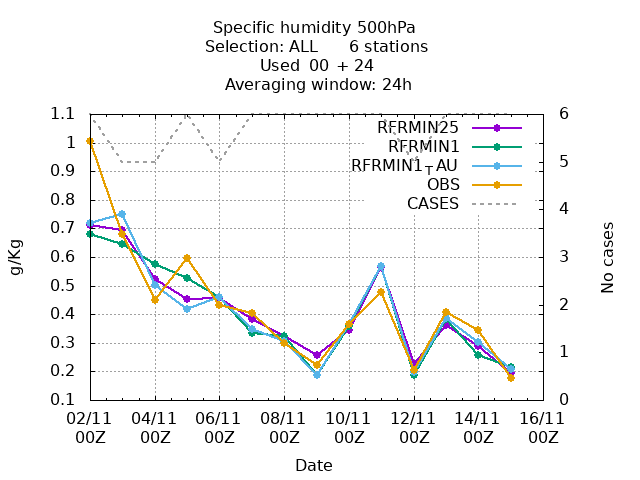 Specific humidity 500hPa
Selection: ALL 6 stations
Used 00 + 24
Averaging window: 24h
RFRMIN25
RFRMIN1
RFRMIN1TAU
OBS
CASES
g/Kg
1.1
1
0.9
0.8
0.7
0.6
0.5
0.4
0.3
0.2
0.1
No cases
6
5
4
3
2
1
0
02/11 04/11 06/11 08/11 10/11 12/11 14/11 16/11
00Z 00Z 00Z 00Z 00Z 00Z 00Z 00Z
Date